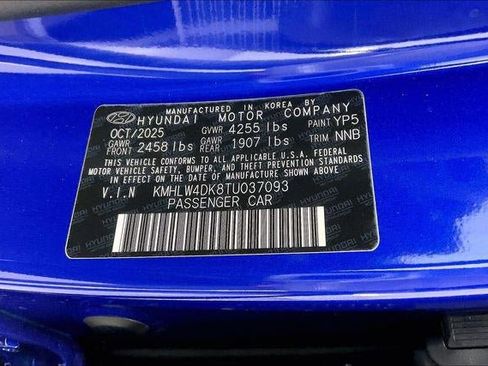 MANUFACTURED IN KOREA BY
HYUNDAI MOTOR COMPANY
OCT/2025 GVWR 4255 lbs PAINT YP5
GAWR FRONT 2458 lbs GAWR REAR 1907 lbs TRIM NNB
THIS VEHICLE CONFORMS TO ALL APPLICABLE U.S.A. FEDERAL
MOTOR VEHICLE SAFETY, BUMPER, AND THEFT PREVENTION STANDARDS
IN EFFECT ON THE DATE OF MANUFACTURE SHOWN ABOVE.
V.I.N KMHLW4DK8TU037093
PASSENGER CAR